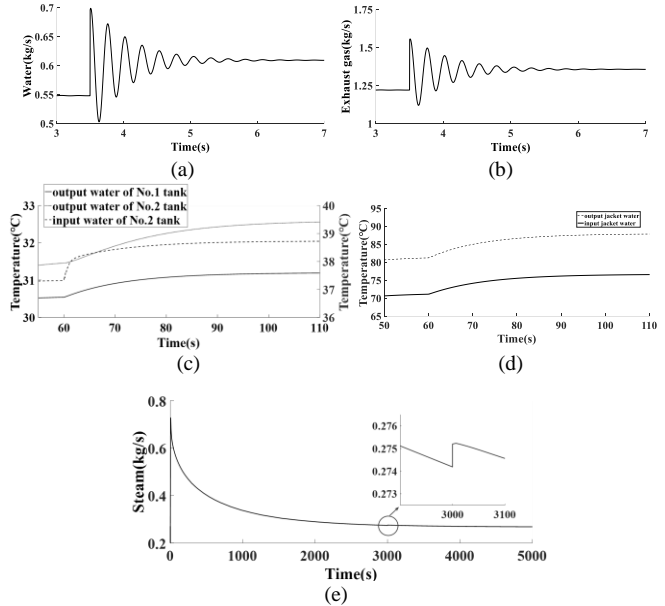 0.7
0.65
0.6
0.55
0.5
Water(kg/s)
3 4 5 6 7
Time(s)
(a)
1.75
1.5
1.25
1
Exhaust gas(kg/s)
3 4 5 6 7
Time(s)
(b)
output water of No.1 tank
output water of No.2 tank
input water of No.2 tank
33
32
31
30
Temperature(°C)
40
39
38
37
36
35
Temperature(°C)
60 70 80 90 100 110
Time(s)
(c)
output jacket water
input jacket water
95
90
85
80
75
70
65
Temperature(°C)
50 60 70 80 90 100 110
Time(s)
(d)
0.8
0.6
0.4
0.2
Steam(kg/s)
0.276
0.275
0.274
0.273
3000 3100
0 1000 2000 3000 4000 5000
Time(s)
(e)